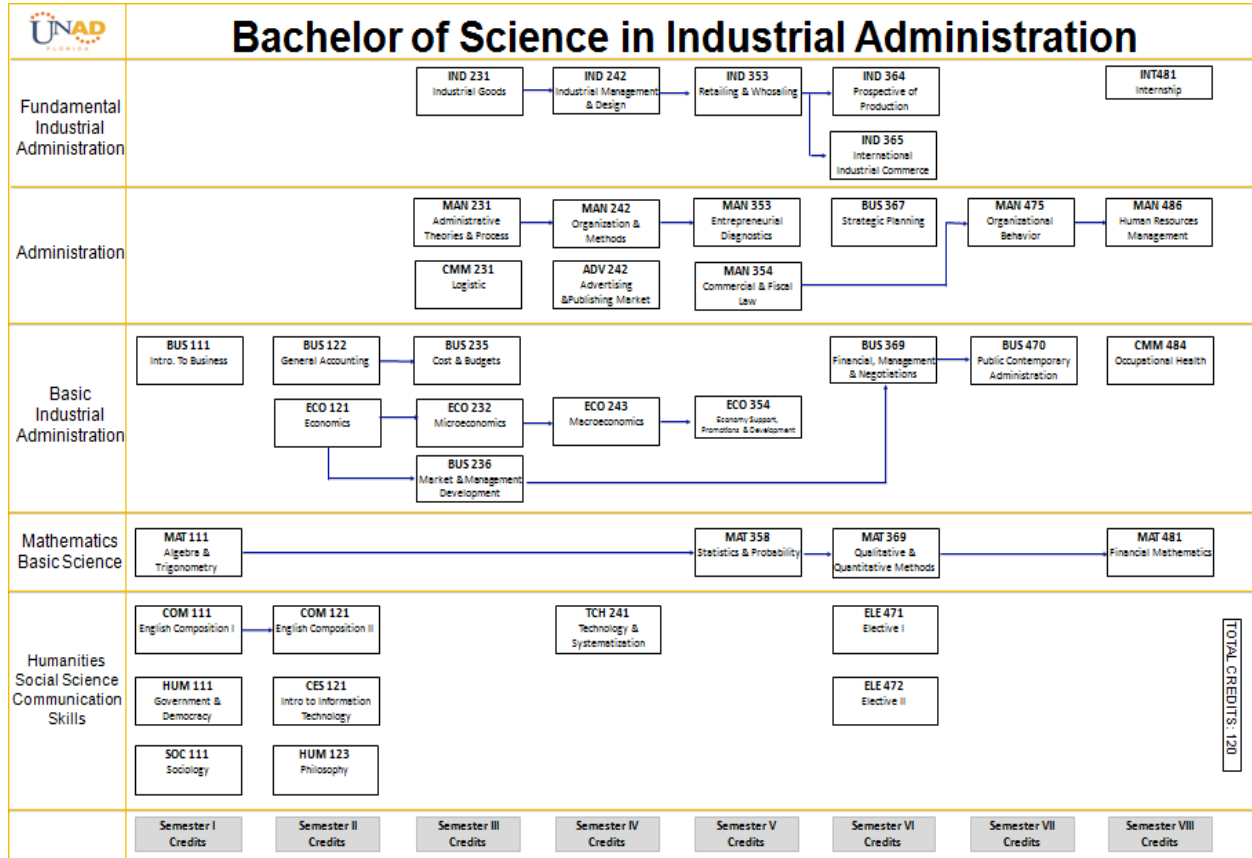 UNAD
FLORIDA
Bachelor of Science in Industrial Administration
Fundamental
Industrial
Administration
IND 231
Industrial Goods
IND 242
Industrial Management
& Design
IND 353
Retailing & Whosaling
IND 364
Prospective of
Production
INT481
Internship
IND 365
International
Industrial Commerce
Administration
MAN 231
Administrative
Theories & Process
MAN 242
Organization &
Methods
MAN 353
Entrepreneurial
Diagnostics
BUS 367
Strategic Planning
MAN 475
Organizational
Behavior
MAN 486
Human Resources
Management
CMM 231
Logistic
ADV 242
Advertising
&Publishing Market
MAN 354
Commercial & Fiscal
Law
Basic
Industrial
Administration
BUS 111
Intro. To Business
BUS 122
General Accounting
BUS 235
Cost & Budgets
BUS 369
Financial, Management
& Negotiations
BUS 470
Public Contemporary
Administration
CMM 484
Occupational Health
ECO 121
Economics
ECO 232
Microeconomics
ECO 243
Macroeconomics
ECO 354
Economy Support,
Promotions & Development
BUS 236
Market & Management
Development
Mathematics
Basic Science
MAT 111
Algebra &
Trigonometry
MAT 358
Statistics & Probability
MAT 369
Qualitative &
Quantitative Methods
MAT 481
Financial Mathematics
Humanities
Social Science
Communication
Skills
COM 111
English Composition I
COM 121
English Composition II
TCH 241
Technology &
Systematization
ELE 471
Elective I
HUM 111
Government &
Democracy
CES 121
Intro to Information
Technology
ELE 472
Elective II
SOC 111
Sociology
HUM 123
Philosophy
TOTAL CREDITS: 120
Semester I
Credits
Semester II
Credits
Semester III
Credits
Semester IV
Credits
Semester V
Credits
Semester VI
Credits
Semester VII
Credits
Semester VIII
Credits